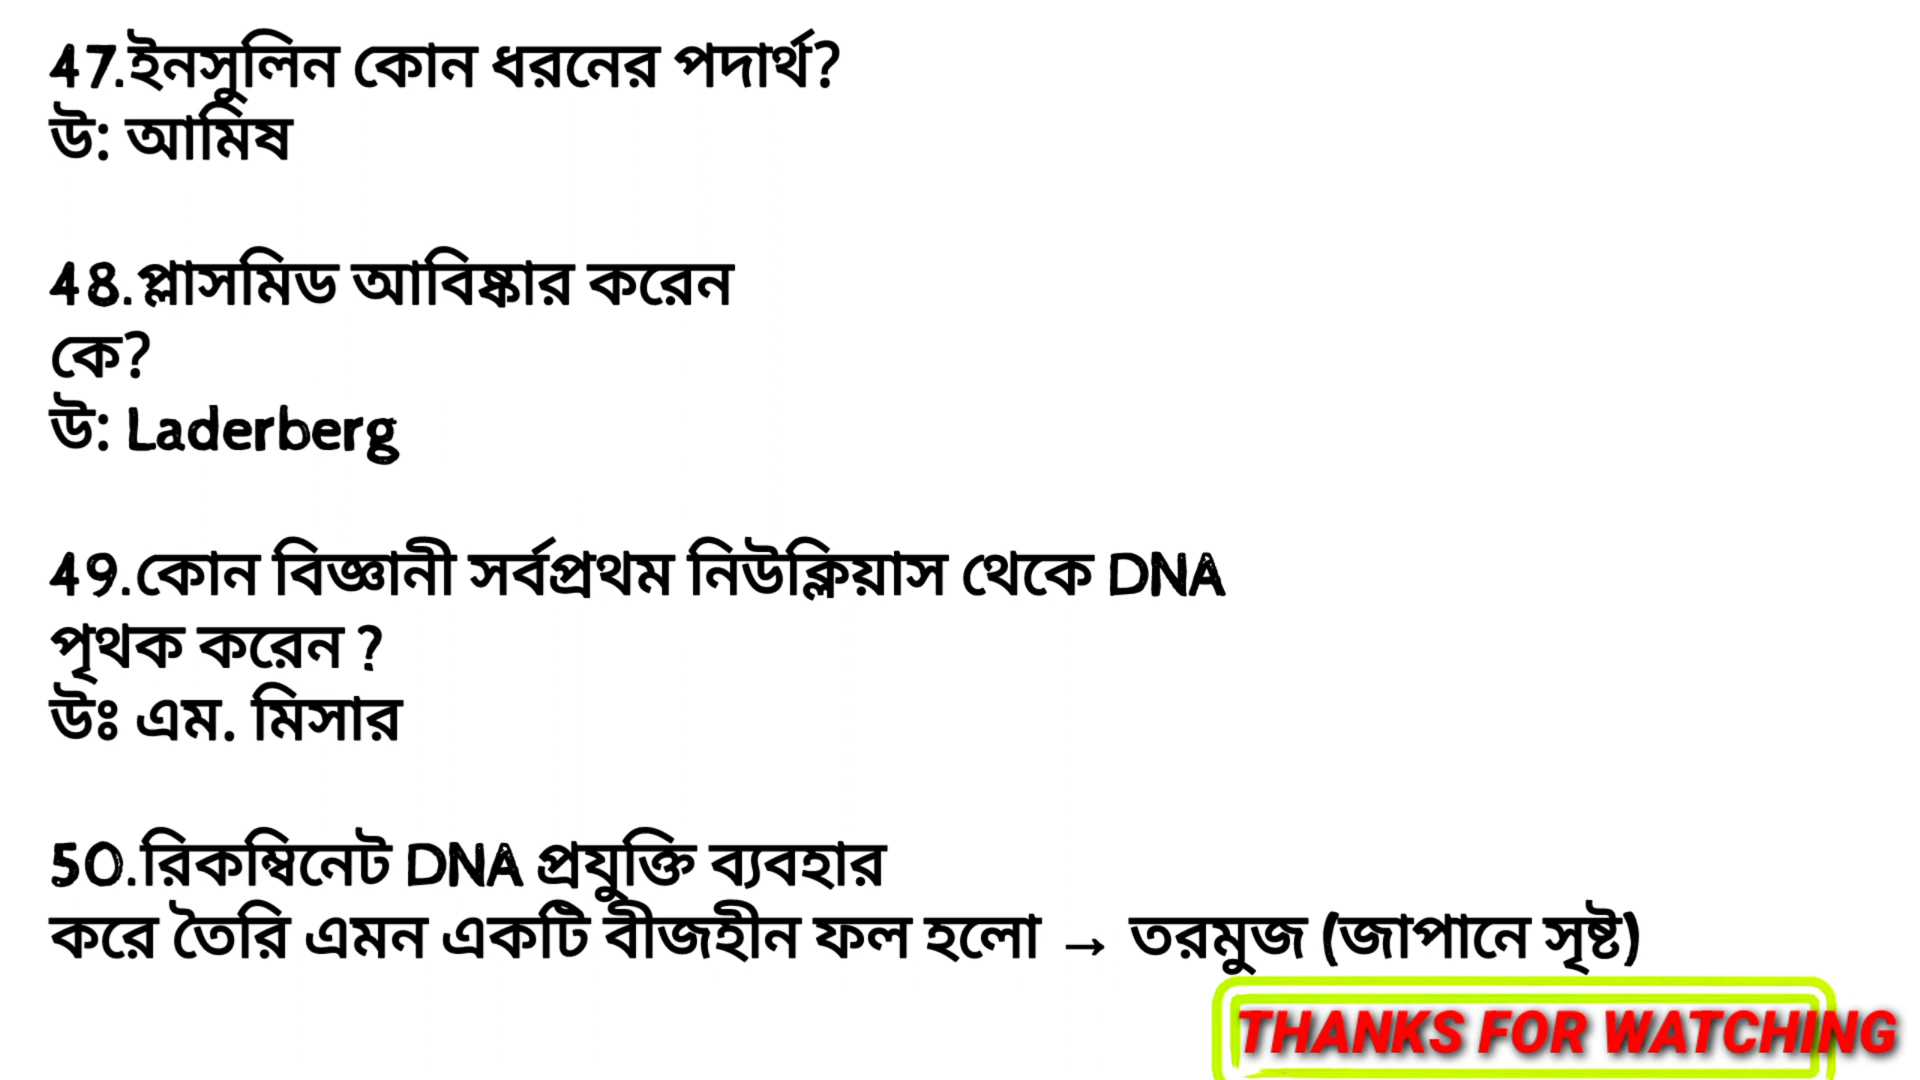 47.ইনসুলিন কোন ধরনের পদার্থ?
উ: আমিষ
48.প্লাসমিড আবিষ্কার করেন
কে?
উ: Laderberg
49.কোন বিজ্ঞানী সর্বপ্রথম নিউক্লিয়াস থেকে DNA
পৃথক করেন ?
উঃ এম. মিসার
50.রিকম্বিনেট DNA প্রযুক্তি ব্যবহার
করে তৈরি এমন একটি বীজহীন ফল হলো → তরমুজ (জাপানে সৃষ্ট)
THANKS FOR WATCHING